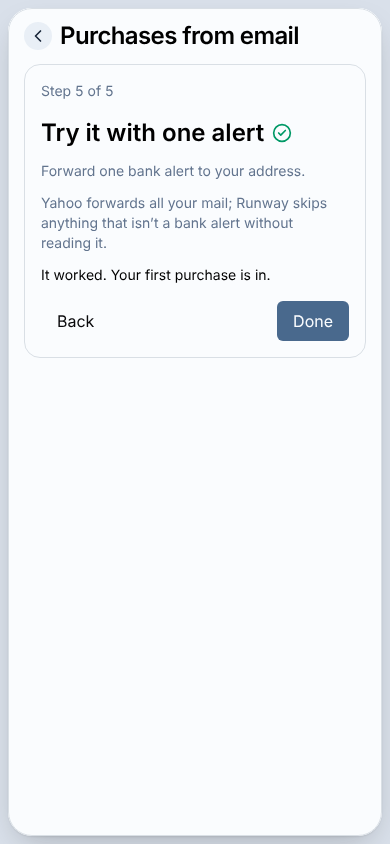 Purchases from email
Step 5 of 5
Try it with one alert
Forward one bank alert to your address.
Yahoo forwards all your mail; Runway skips
anything that isn’t a bank alert without
reading it.
It worked. Your first purchase is in.
Back
Done